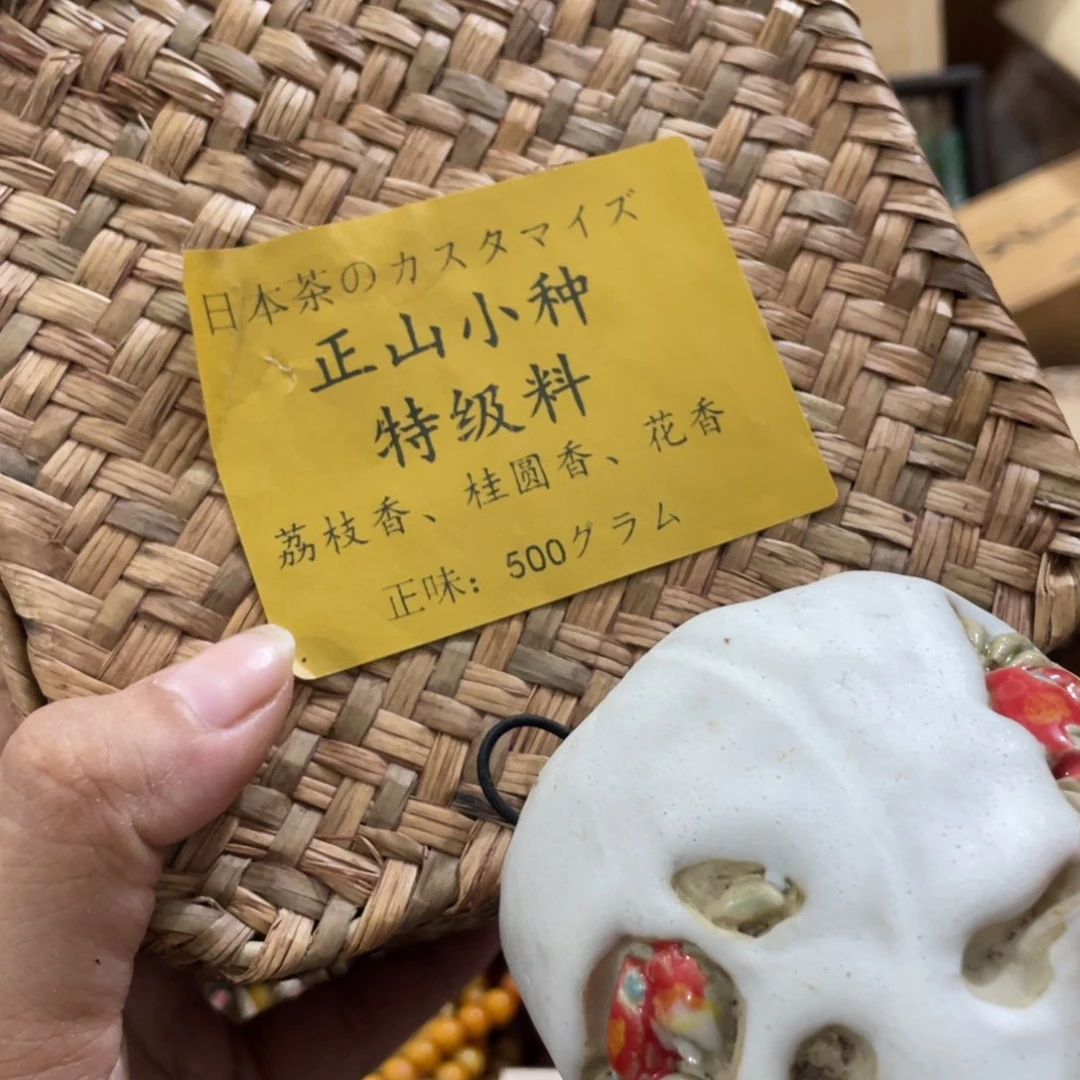 日本茶のカスタマイズ
正山小种
特级料
荔枝香、桂圆香、花香
正味：500グラム